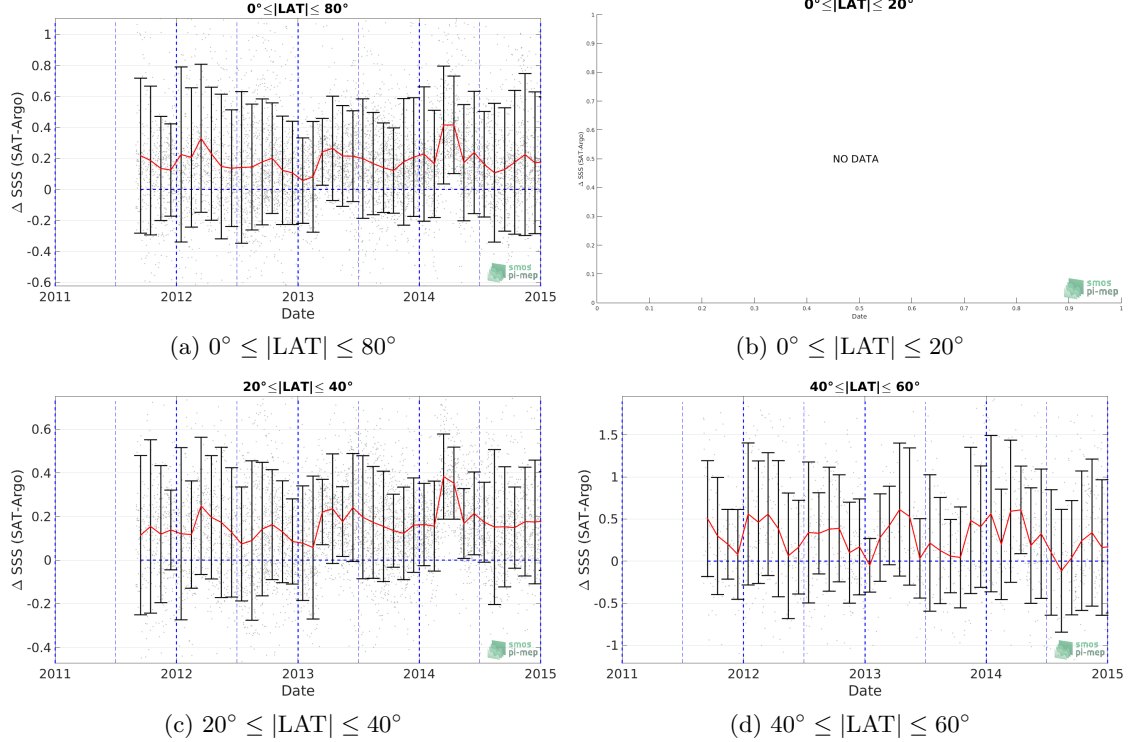 0°≤|LAT|≤ 80°
1
0.8
0.6
0.4
0.2
0
-0.2
-0.4
-0.6
Δ SSS (SAT-Argo)
2011 2012 2013 2014 2015
Date
smos
pi-mep
(a) 0° ≤ |LAT| ≤ 80°
0°≤|LAT|≤ 20°
1
0.9
0.8
0.7
0.6
0.5
0.4
0.3
0.2
0.1
0
Δ SSS (SAT-Argo)
NO DATA
0 0.1 0.2 0.3 0.4 0.5 0.6 0.7 0.8 0.9 1
Date
smos
pi-mep
(b) 0° ≤ |LAT| ≤ 20°
20°≤|LAT|≤ 40°
0.6
0.4
0.2
0
-0.2
-0.4
Δ SSS (SAT-Argo)
2011 2012 2013 2014 2015
Date
smos
pi-mep
(c) 20° ≤ |LAT| ≤ 40°
40°≤|LAT|≤ 60°
1.5
1
0.5
0
-0.5
-1
Δ SSS (SAT-Argo)
2011 2012 2013 2014 2015
Date
smos
pi-mep
(d) 40° ≤ |LAT| ≤ 60°